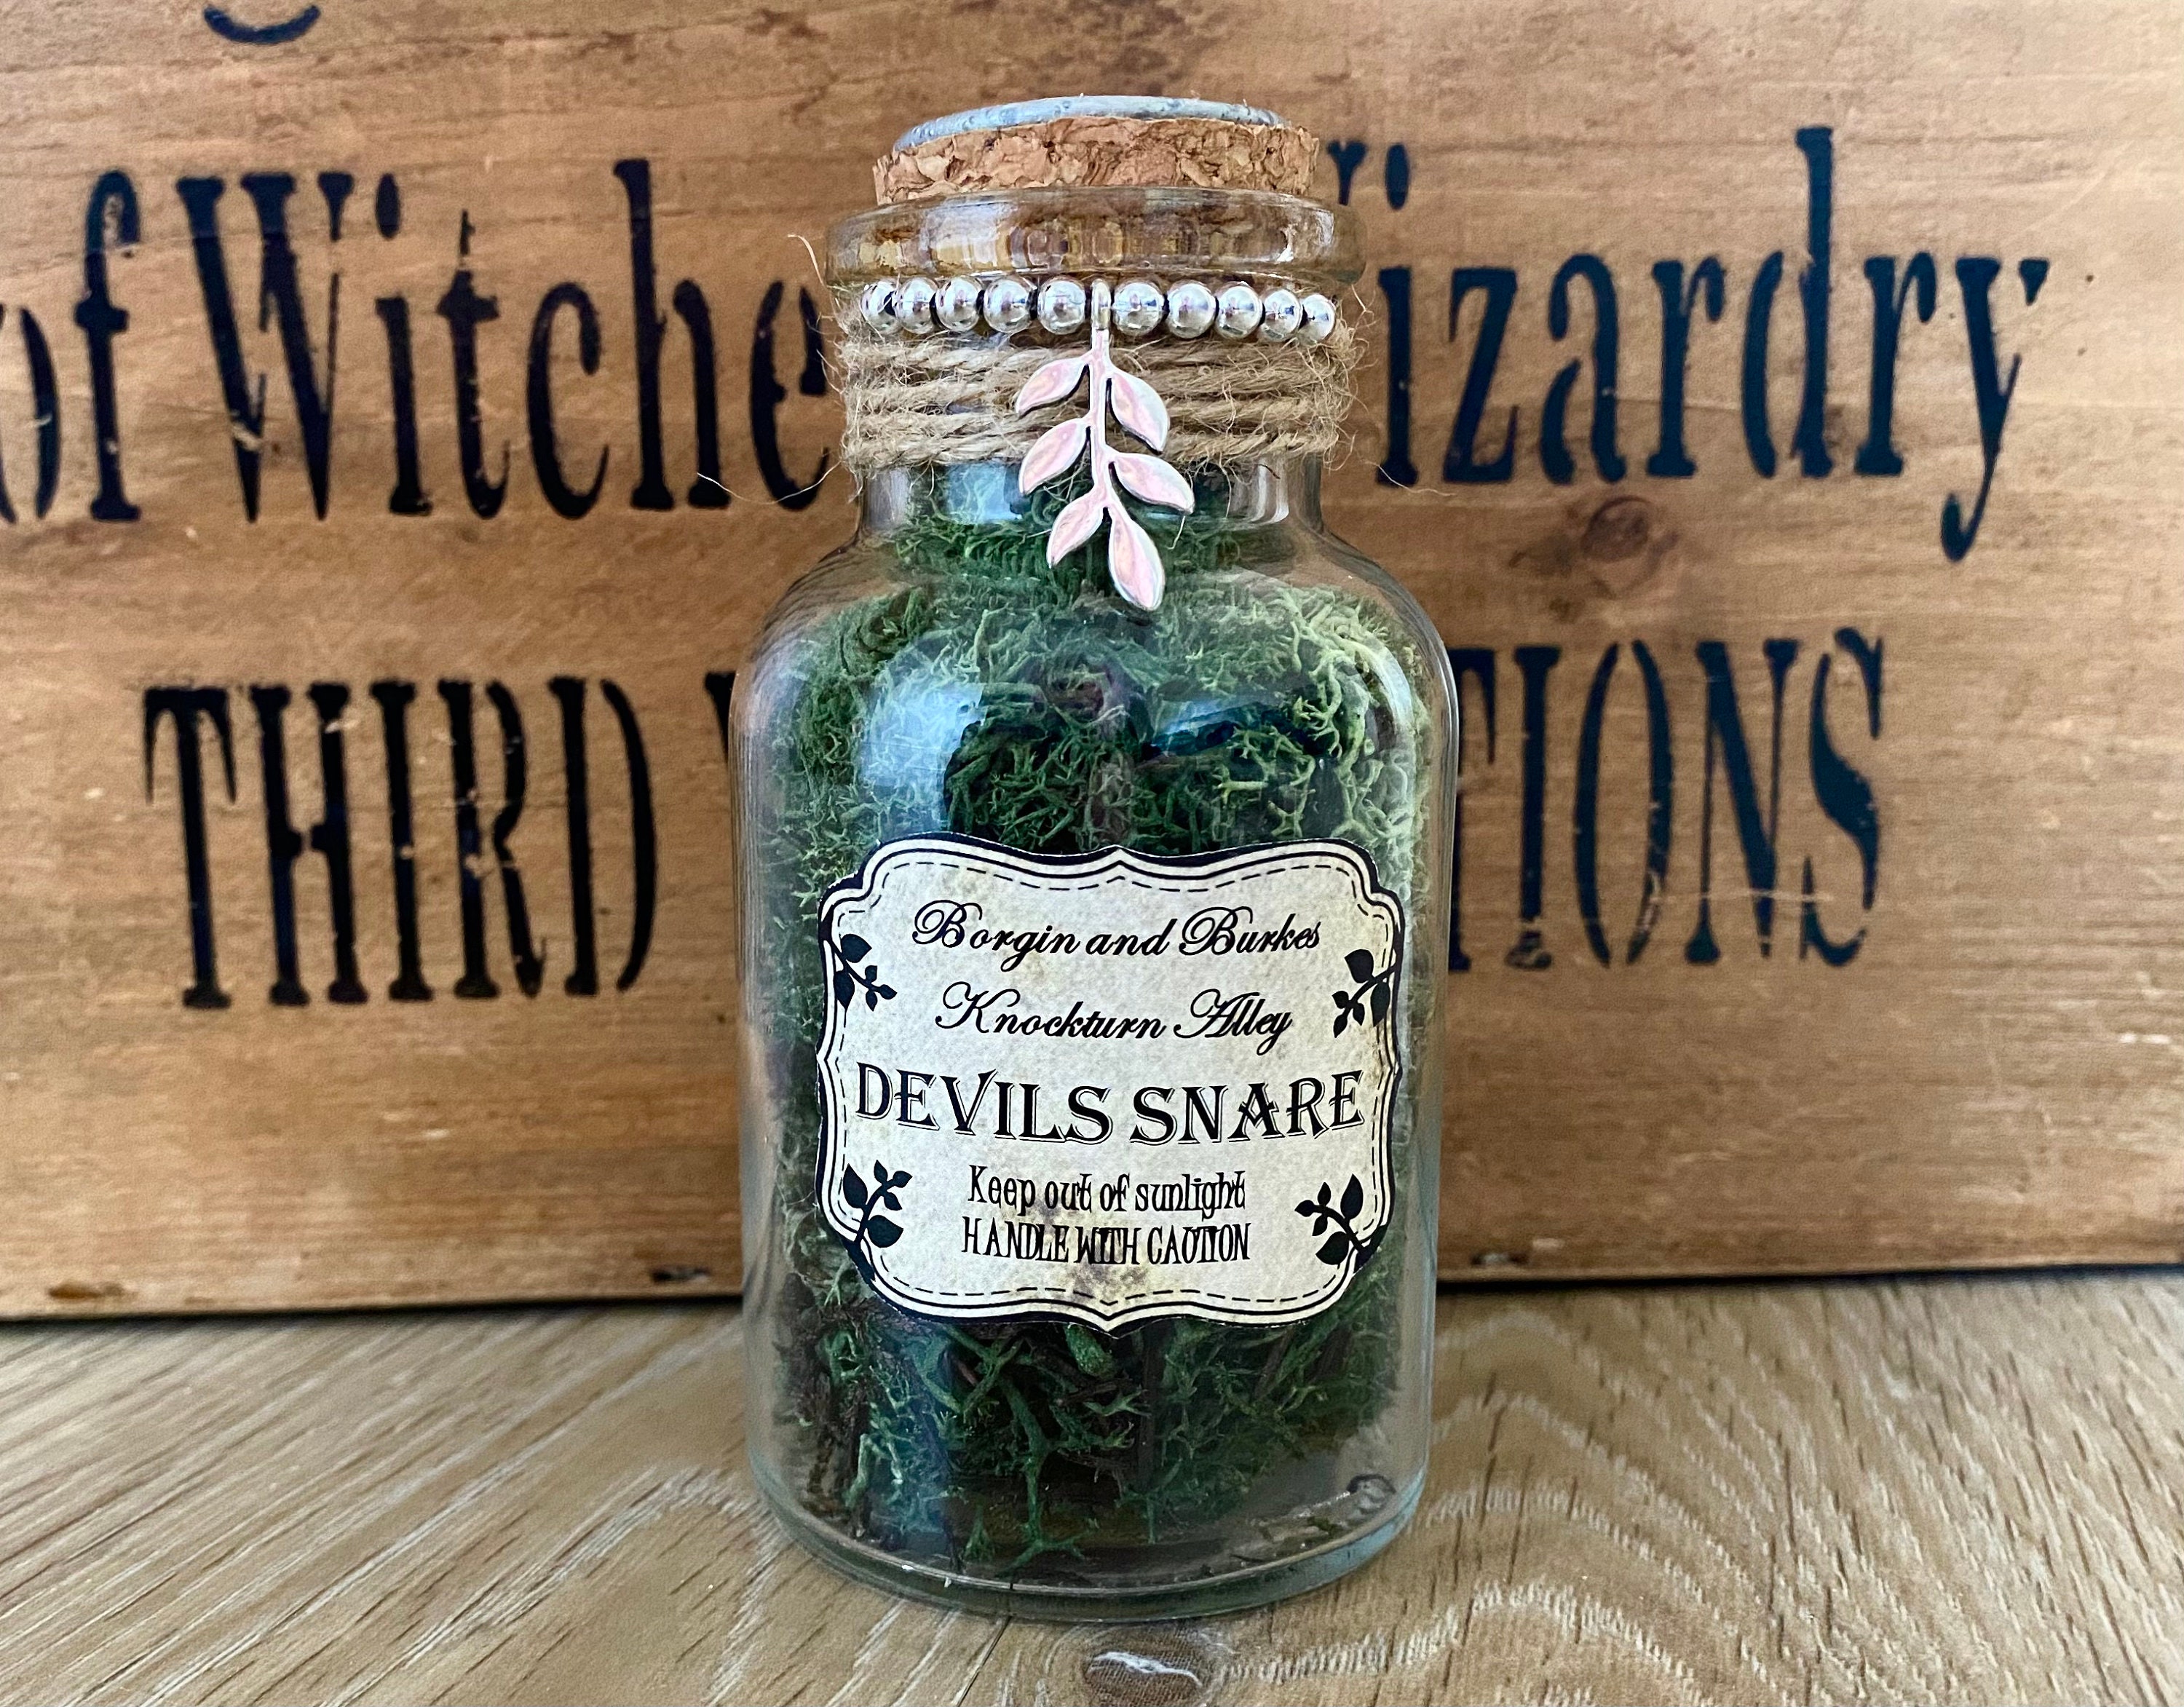 of Witche izardry
THIRD TIONS
Borgin and Burkes
Knockturn Alley
DEVILS SNARE
Keep out of sunlight
HANDLE WITH CAUTION